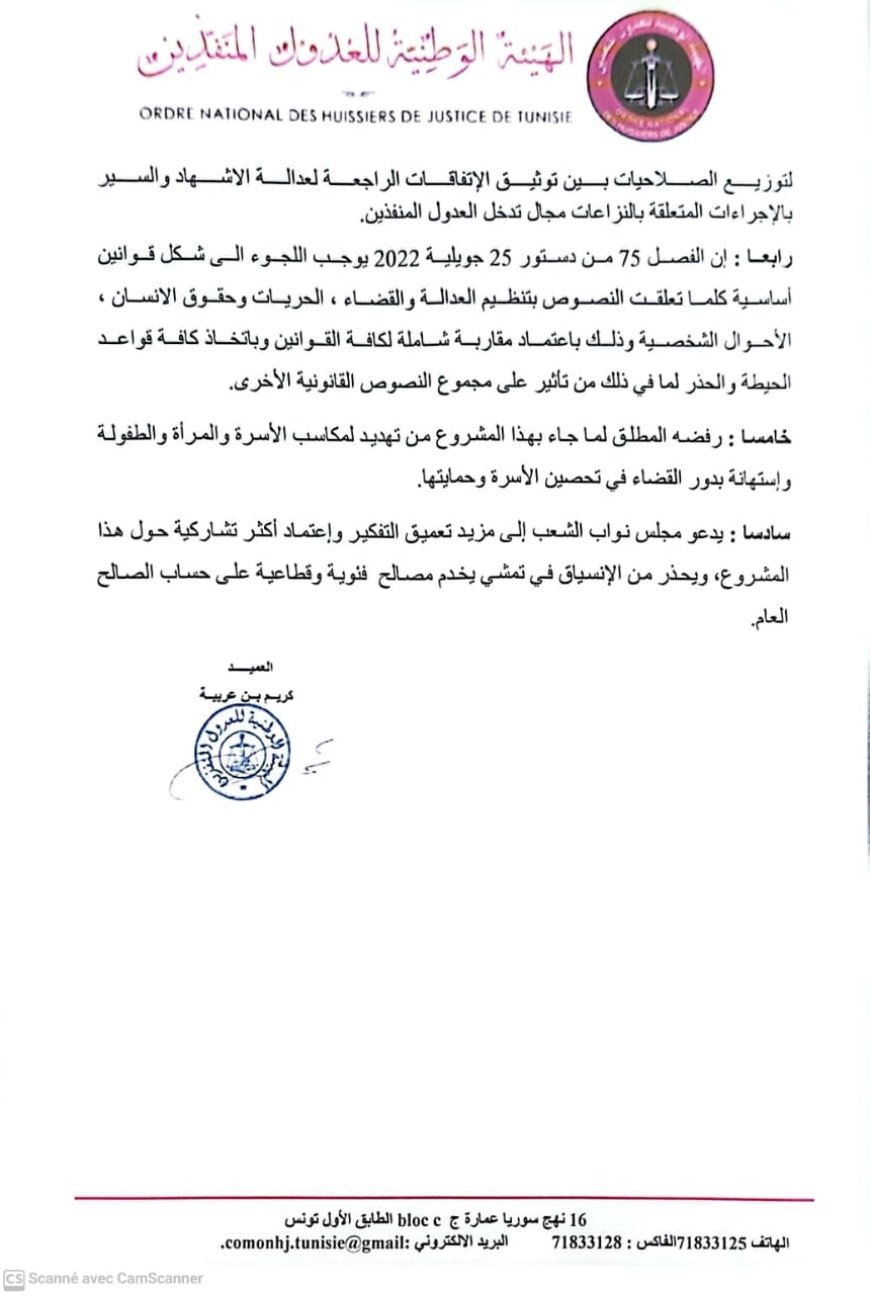 الهيئة الوطنية للعدول المنفذين
ORDRE NATIONAL DES HUISSIERS DE JUSTICE DE TUNISIE
لتوزيع الصلاحيات بين توثيق الإتفاقات الراجعة لعدالة الاشهاد والسير
بالإجراءات المتعلقة بالنزاعات مجال تدخل العدول المنفذين.
رابعا : إن الفصل 75 من دستور 25 جويلية 2022 يوجب اللجوء الى شكل قوانين
أساسية كلما تعلقت النصوص بتنظيم العدالة والقضاء ، الحريات وحقوق الانسان ،
الأحوال الشخصية وذلك باعتماد مقاربة شاملة لكافة القوانين وباتخاذ كافة قواعد
الحيطة والحذر لما في ذلك من تأثير على مجموع النصوص القانونية الأخرى.
خامسا : رفضه المطلق لما جاء بهذا المشروع من تهديد لمكاسب الأسرة والمرأة والطفولة
وإستهانة بدور القضاء في تحصين الأسرة وحمايتها.
سادسا : يدعو مجلس نواب الشعب إلى مزيد تعميق التفكير وإعتماد أكثر تشاركية حول هذا
المشروع، ويحذر من الإنسياق في تمشي يخدم مصالح فئوية وقطاعية على حساب الصالح
العام.
العميد
كريم بن عربية
الهيئة الوطنية للعدول المنفذين
16 نهج سوريا عمارة ج bloc c الطابق الأول تونس
الهاتف 71833125الفاكس : 71833128 البريد الالكتروني :comonhj.tunisie@gmail.
CS Scanné avec CamScanner